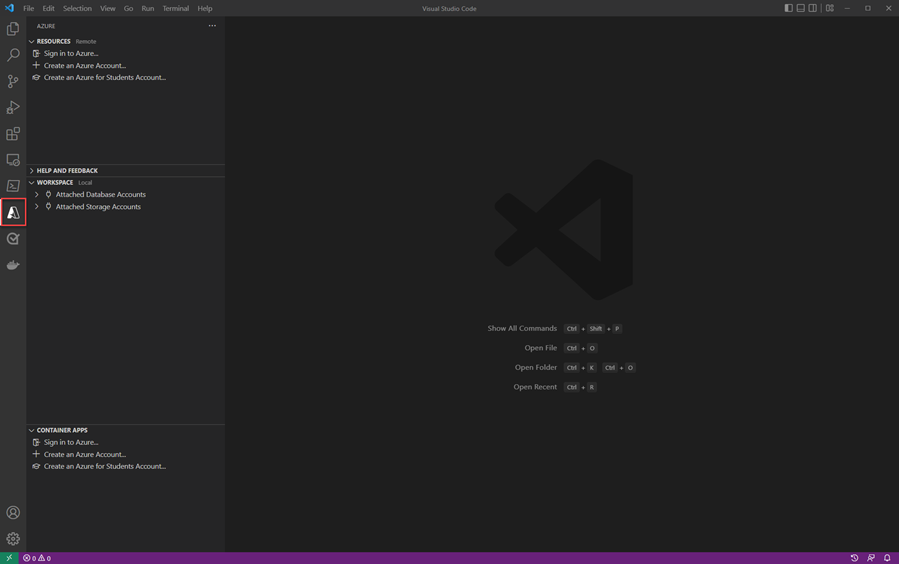 File Edit Selection View Go Run Terminal Help
Visual Studio Code
AZURE
RESOURCES Remote
Sign in to Azure...
Create an Azure Account...
Create an Azure for Students Account...
HELP AND FEEDBACK
WORKSPACE Local
Attached Database Accounts
Attached Storage Accounts
Show All Commands Ctrl + Shift + P
Open File Ctrl + O
Open Folder Ctrl + K Ctrl + O
Open Recent Ctrl + R
CONTAINER APPS
Sign in to Azure...
Create an Azure Account...
Create an Azure for Students Account...
0 0